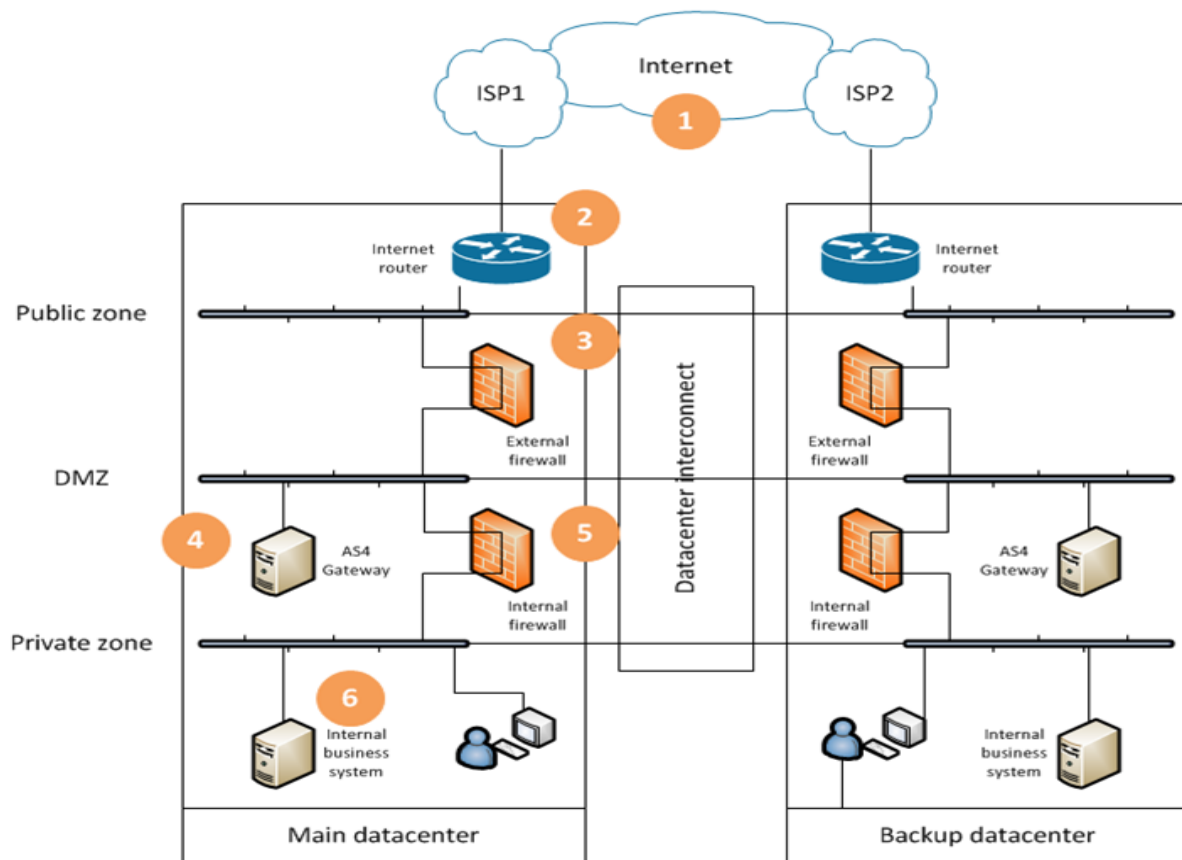 Internet
ISP1
ISP2
1
2
Internet
router
Internet
router
Public zone
3
External
firewall
External
firewall
Datacenter interconnect
DMZ
4
AS4
Gateway
5
AS4
Gateway
Internal
firewall
Internal
firewall
Private zone
6
Internal
business
system
Internal
business
system
Main datacenter
Backup datacenter